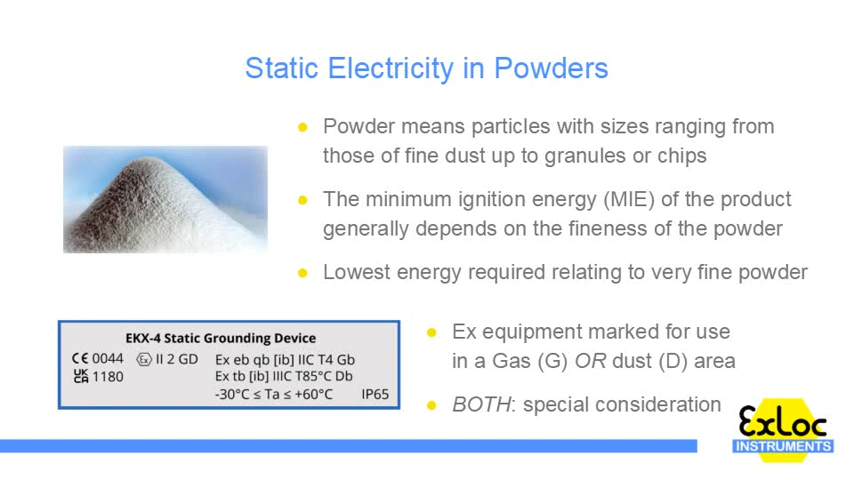 Static Electricity in Powders
● Powder means particles with sizes ranging from
those of fine dust up to granules or chips
● The minimum ignition energy (MIE) of the product
generally depends on the fineness of the powder
● Lowest energy required relating to very fine powder
EKX-4 Static Grounding Device
CE 0044 Ex II 2 GD Ex eb qb [ib] IIC T4 Gb
UK CA 1180 Ex tb [ib] IIIC T85°C Db
-30°C ≤ Ta ≤ +60°C IP65
● Ex equipment marked for use
in a Gas (G) OR dust (D) area
● BOTH: special consideration
ExLoc
INSTRUMENTS